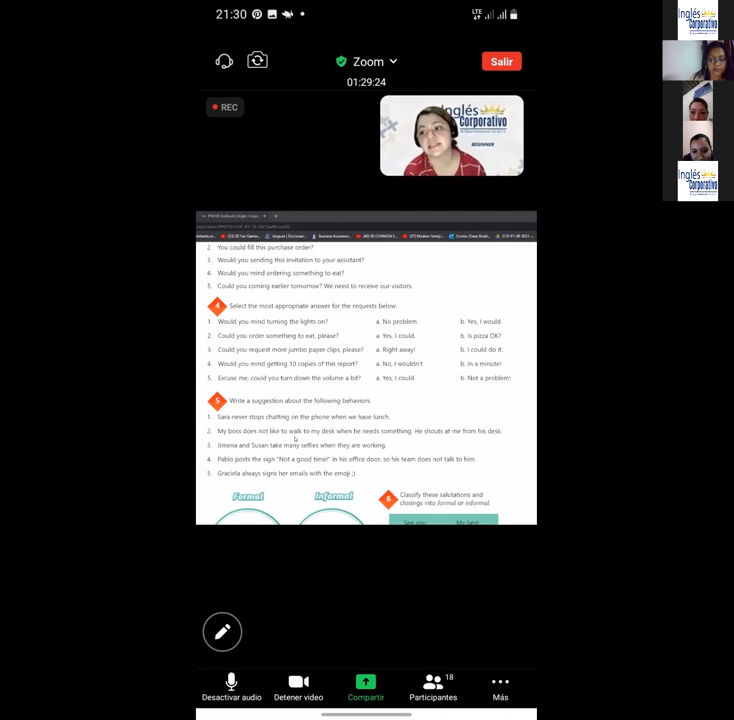 21:30
LTE
Zoom
Salir
01:29:24
REC
Inglés
Corporativo
BEGINNER
2. You could fill this purchase order?
3. Would you sending this invitation to your assistant?
4. Would you mind ordering something to eat?
5. Could you coming earlier tomorrow? We need to receive our visitors.
4 Select the most appropriate answer for the requests below.
1. Would you mind turning the lights on? a. No problem. b. Yes, I would.
2. Could you order something to eat, please? a. Yes, I could. b. Is pizza OK?
3. Could you request more jumbo paper clips, please? a. Right away! b. I could do it.
4. Would you mind getting 10 copies of this report? a. No, I wouldn't b. In a minute!
5. Excuse me, could you turn down the volume a bit? a. Yes, I could. b. Not a problem!
5 Write a suggestion about the following behaviors.
1. Sara never stops chatting on the phone when we have lunch.
2. My boss does not like to walk to my desk when he needs something. He shouts at me from his desk.
3. Jimena and Susan take many selfies when they are working.
4. Pablo posts the sign "Not a good time!" in his office door, so his team does not talk to him.
5. Graciela always signs her emails with the emoji ;)
Formal Informal
6 Classify these salutations and
closings into formal or informal.
See you My best
18
Desactivar audio
Detener video
Compartir
Participantes
Más
Inglés
Corporativo
Inglés
Corporativo